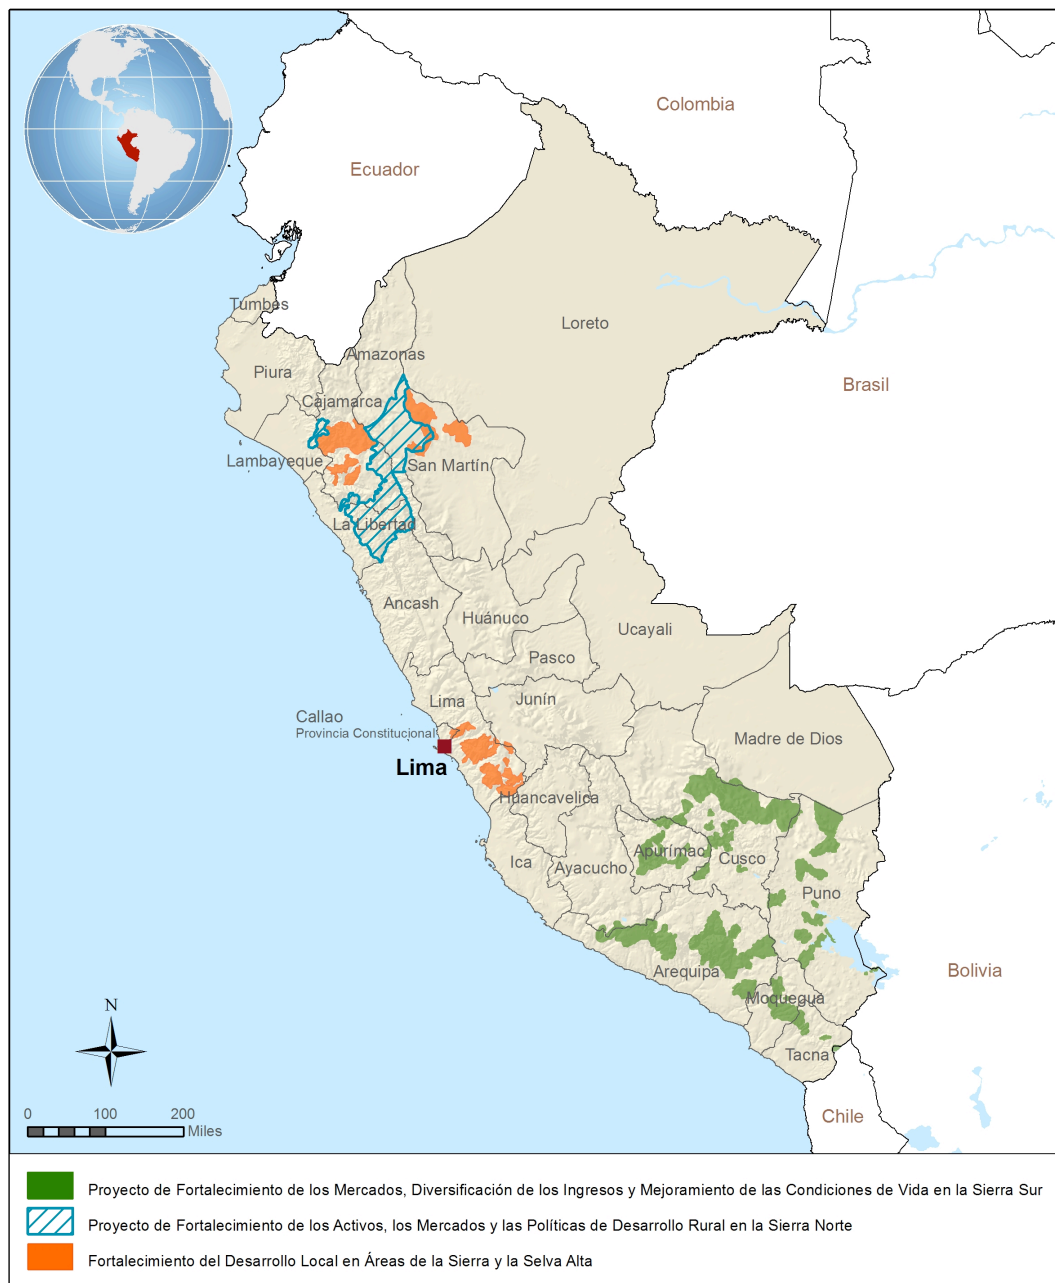 Colombia
Ecuador
Tumbes
Loreto
Amazonas
Piura
Brasil
Cajamarca
Lambayeque
San Martín
La Libertad
Ancash
Huánuco
Ucayali
Pasco
Lima
Junín
Callao
Provincia Constitucional
Madre de Dios
Lima
Huancavelica
Apurímac
Cusco
Ica
Ayacucho
Puno
Arequipa
Bolivia
Moquegua
N
Tacna
0 100 200
Miles
Chile
Proyecto de Fortalecimiento de los Mercados, Diversificación de los Ingresos y Mejoramiento de las Condiciones de Vida en la Sierra Sur
Proyecto de Fortalecimiento de los Activos, los Mercados y las Políticas de Desarrollo Rural en la Sierra Norte
Fortalecimiento del Desarrollo Local en Áreas de la Sierra y la Selva Alta